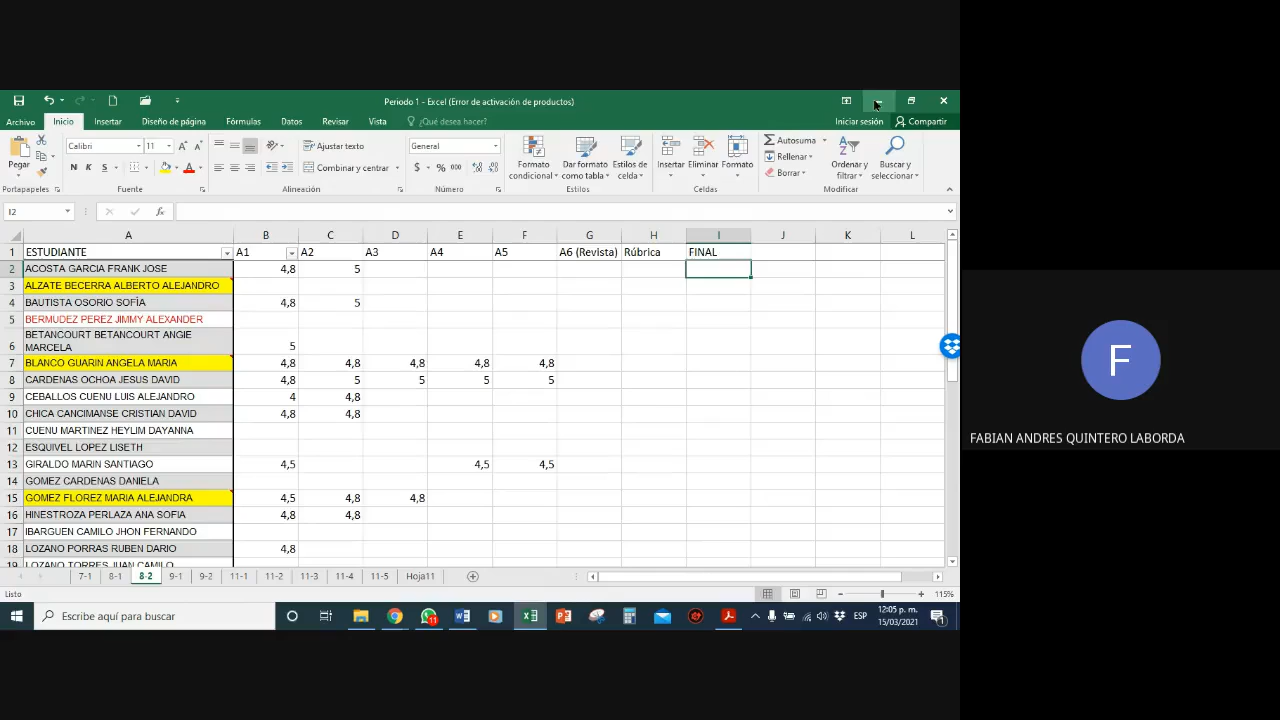 Periodo 1 - Excel (Error de activación de productos)
Archivo Inicio Insertar Diseño de página Fórmulas Datos Revisar Vista ¿Qué desea hacer? Iniciar sesión Compartir
Pegar
Calibri 11
N K S
Ajustar texto
Combinar y centrar
General
$ % 000
Formato condicional
Dar formato como tabla
Estilos de celda
Insertar
Eliminar
Formato
Autosuma
Rellenar
Borrar
Ordenar y filtrar
Buscar y seleccionar
Portapapeles Fuente Alineación Número Estilos Celdas Modificar
I2 fx
A B C D E F G H I J K L
1 ESTUDIANTE A1 A2 A3 A4 A5 A6 (Revista) Rúbrica FINAL
2 ACOSTA GARCIA FRANK JOSE 4,8 5
3 ALZATE BECERRA ALBERTO ALEJANDRO
4 BAUTISTA OSORIO SOFÍA 4,8 5
5 BERMUDEZ PEREZ JIMMY ALEXANDER
BETANCOURT BETANCOURT ANGIE
6 MARCELA 5
7 BLANCO GUARIN ANGELA MARIA 4,8 4,8 4,8 4,8 4,8
8 CARDENAS OCHOA JESUS DAVID 4,8 5 5 5 5
9 CEBALLOS CUENU LUIS ALEJANDRO 4 4,8
10 CHICA CANCIMANSE CRISTIAN DAVID 4,8 4,8
11 CUENU MARTINEZ HEYLIM DAYANNA
12 ESQUIVEL LOPEZ LISETH
13 GIRALDO MARIN SANTIAGO 4,5 4,5 4,5
14 GOMEZ CARDENAS DANIELA
15 GOMEZ FLOREZ MARIA ALEJANDRA 4,5 4,8 4,8
16 HINESTROZA PERLAZA ANA SOFIA 4,8 4,8
17 IBARGUEN CAMILO JHON FERNANDO
18 LOZANO PORRAS RUBEN DARIO 4,8
19 LOZANO TORRES JUAN CAMILO
7-1 8-1 8-2 9-1 9-2 11-1 11-2 11-3 11-4 11-5 Hoja11
Listo 115%
Escribe aquí para buscar
11
ESP
12:05 p. m.
15/03/2021
1
F
FABIAN ANDRES QUINTERO LABORDA